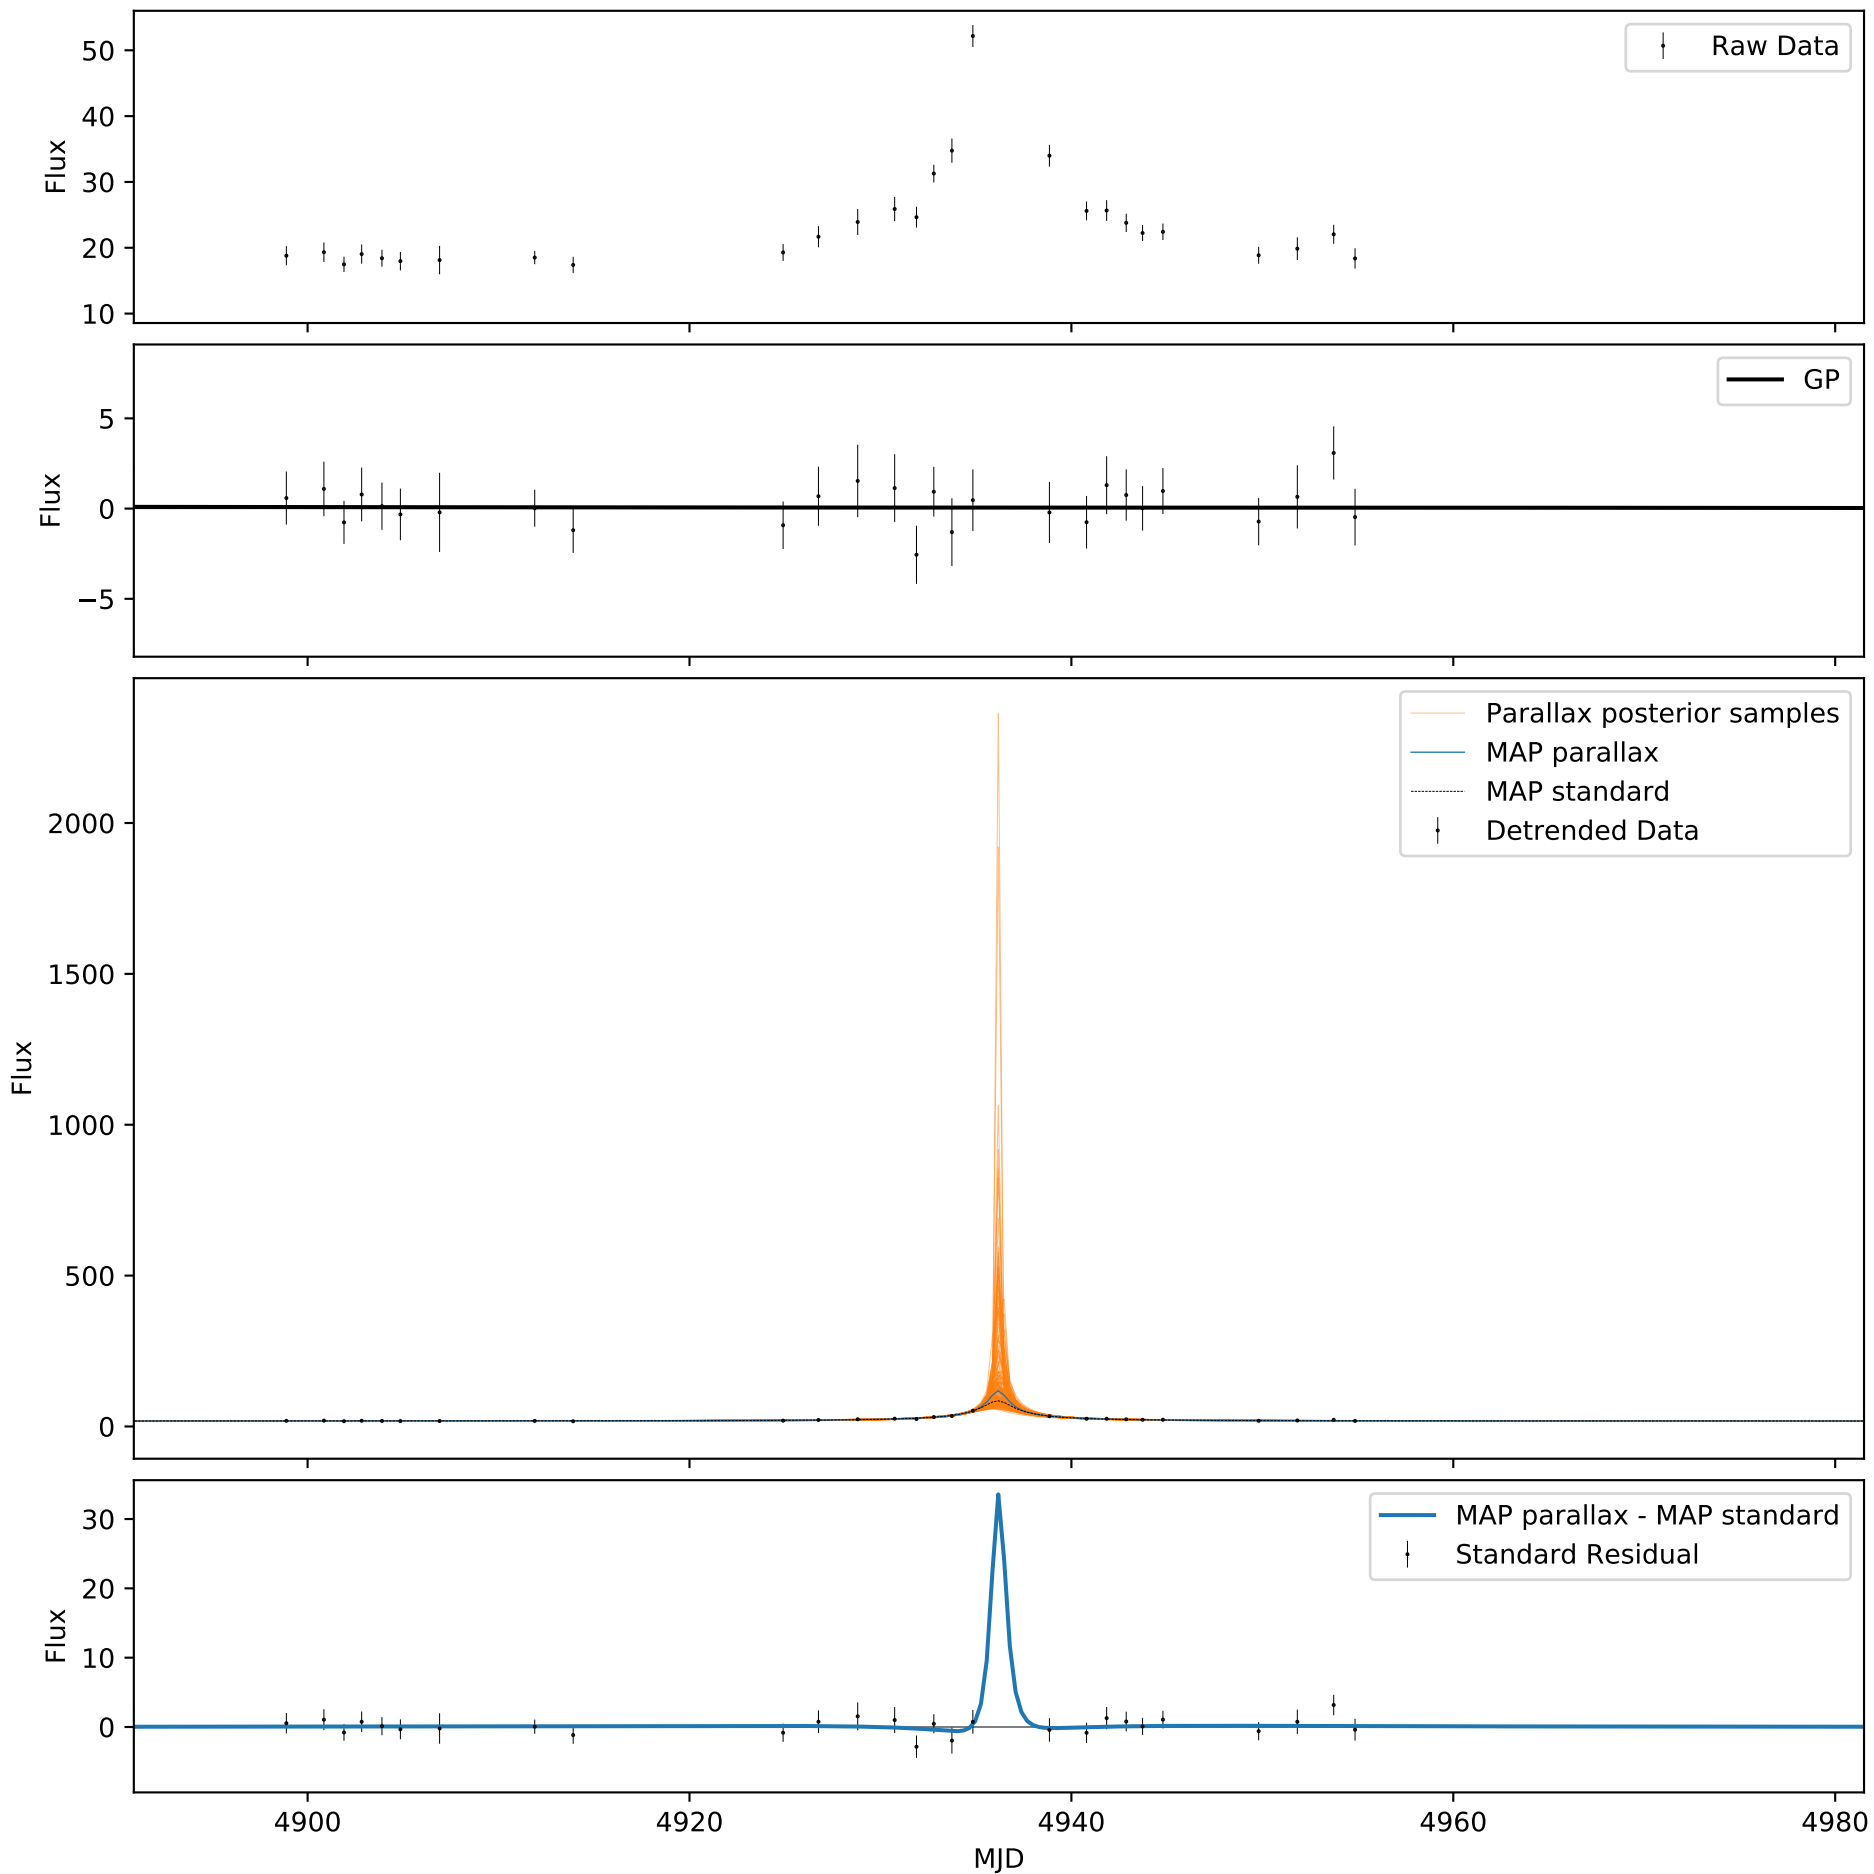 50
40
30
20
10
Flux
Raw Data
5
0
−5
Flux
GP
2000
1500
1000
500
0
Flux
Parallax posterior samples
MAP parallax
MAP standard
Detrended Data
30
20
10
0
Flux
MAP parallax - MAP standard
Standard Residual
4900 4920 4940 4960 4980
MJD